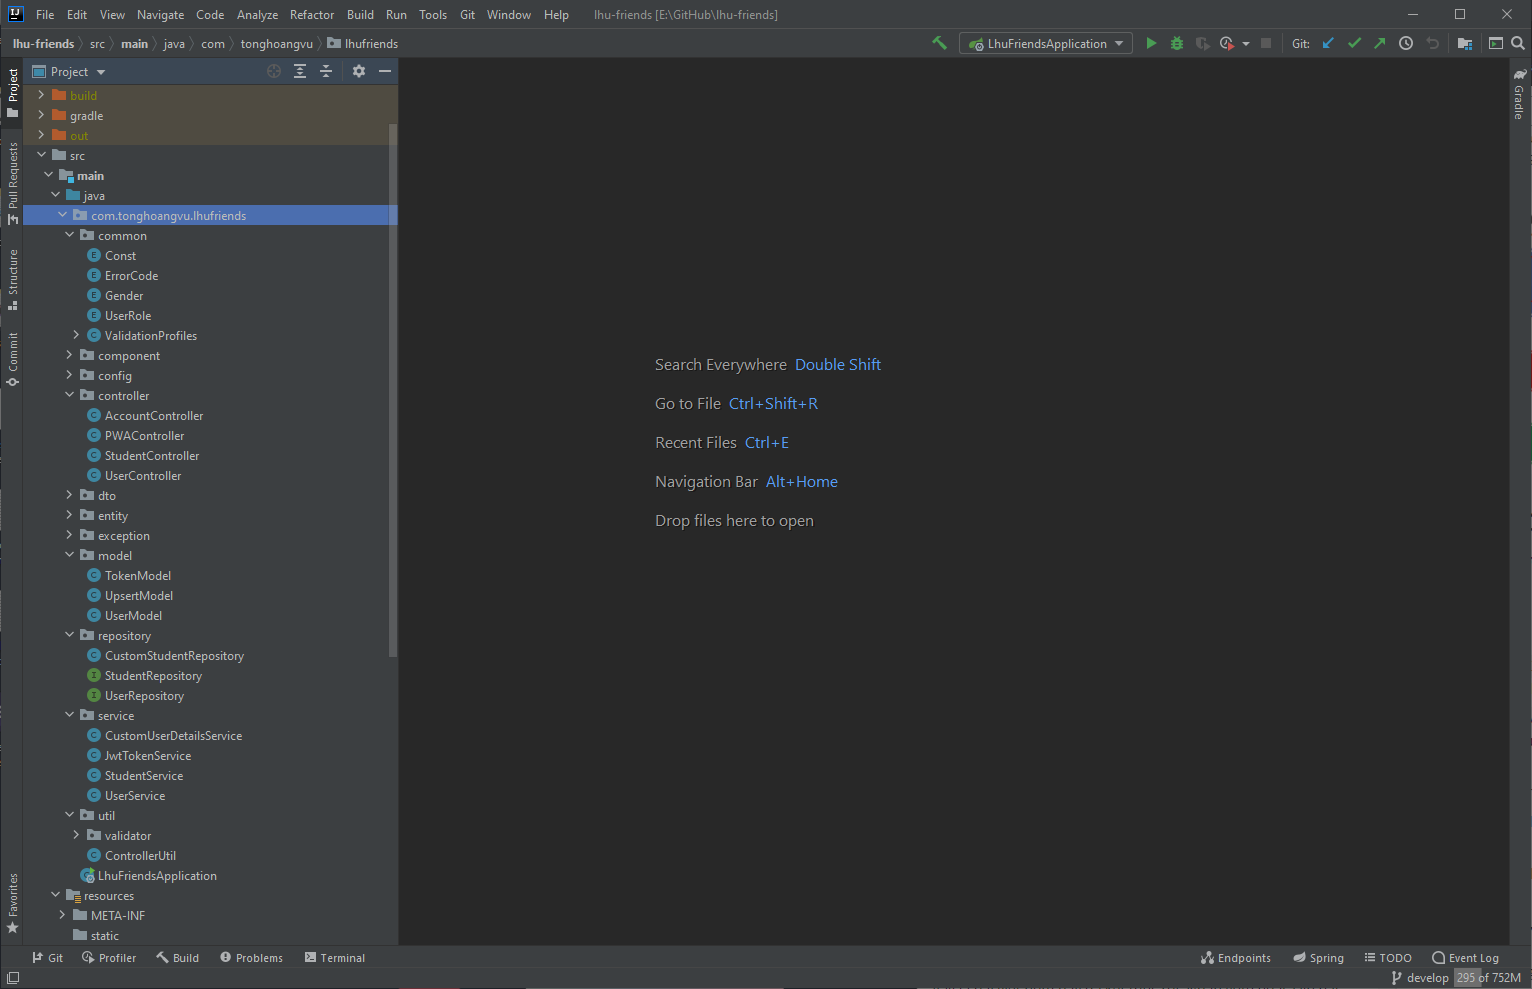 IJ File Edit View Navigate Code Analyze Refactor Build Run Tools Git Window Help lhu-friends [E:\GitHub\lhu-friends]
lhu-friends src main java com tonghoangvu lhufriends LhuFriendsApplication Git:
Project
Project
Pull Requests
Structure
Commit
Favorites
Gradle
build
gradle
out
src
main
java
com.tonghoangvu.lhufriends
common
E Const
E ErrorCode
E Gender
E UserRole
C ValidationProfiles
component
config
controller
C AccountController
C PWAController
C StudentController
C UserController
dto
entity
exception
model
C TokenModel
C UpsertModel
C UserModel
repository
C CustomStudentRepository
I StudentRepository
I UserRepository
service
C CustomUserDetailsService
C JwtTokenService
C StudentService
C UserService
util
validator
C ControllerUtil
LhuFriendsApplication
resources
META-INF
static
Search Everywhere Double Shift
Go to File Ctrl+Shift+R
Recent Files Ctrl+E
Navigation Bar Alt+Home
Drop files here to open
Git Profiler Build Problems Terminal Endpoints Spring TODO Event Log
develop 295 of 752M